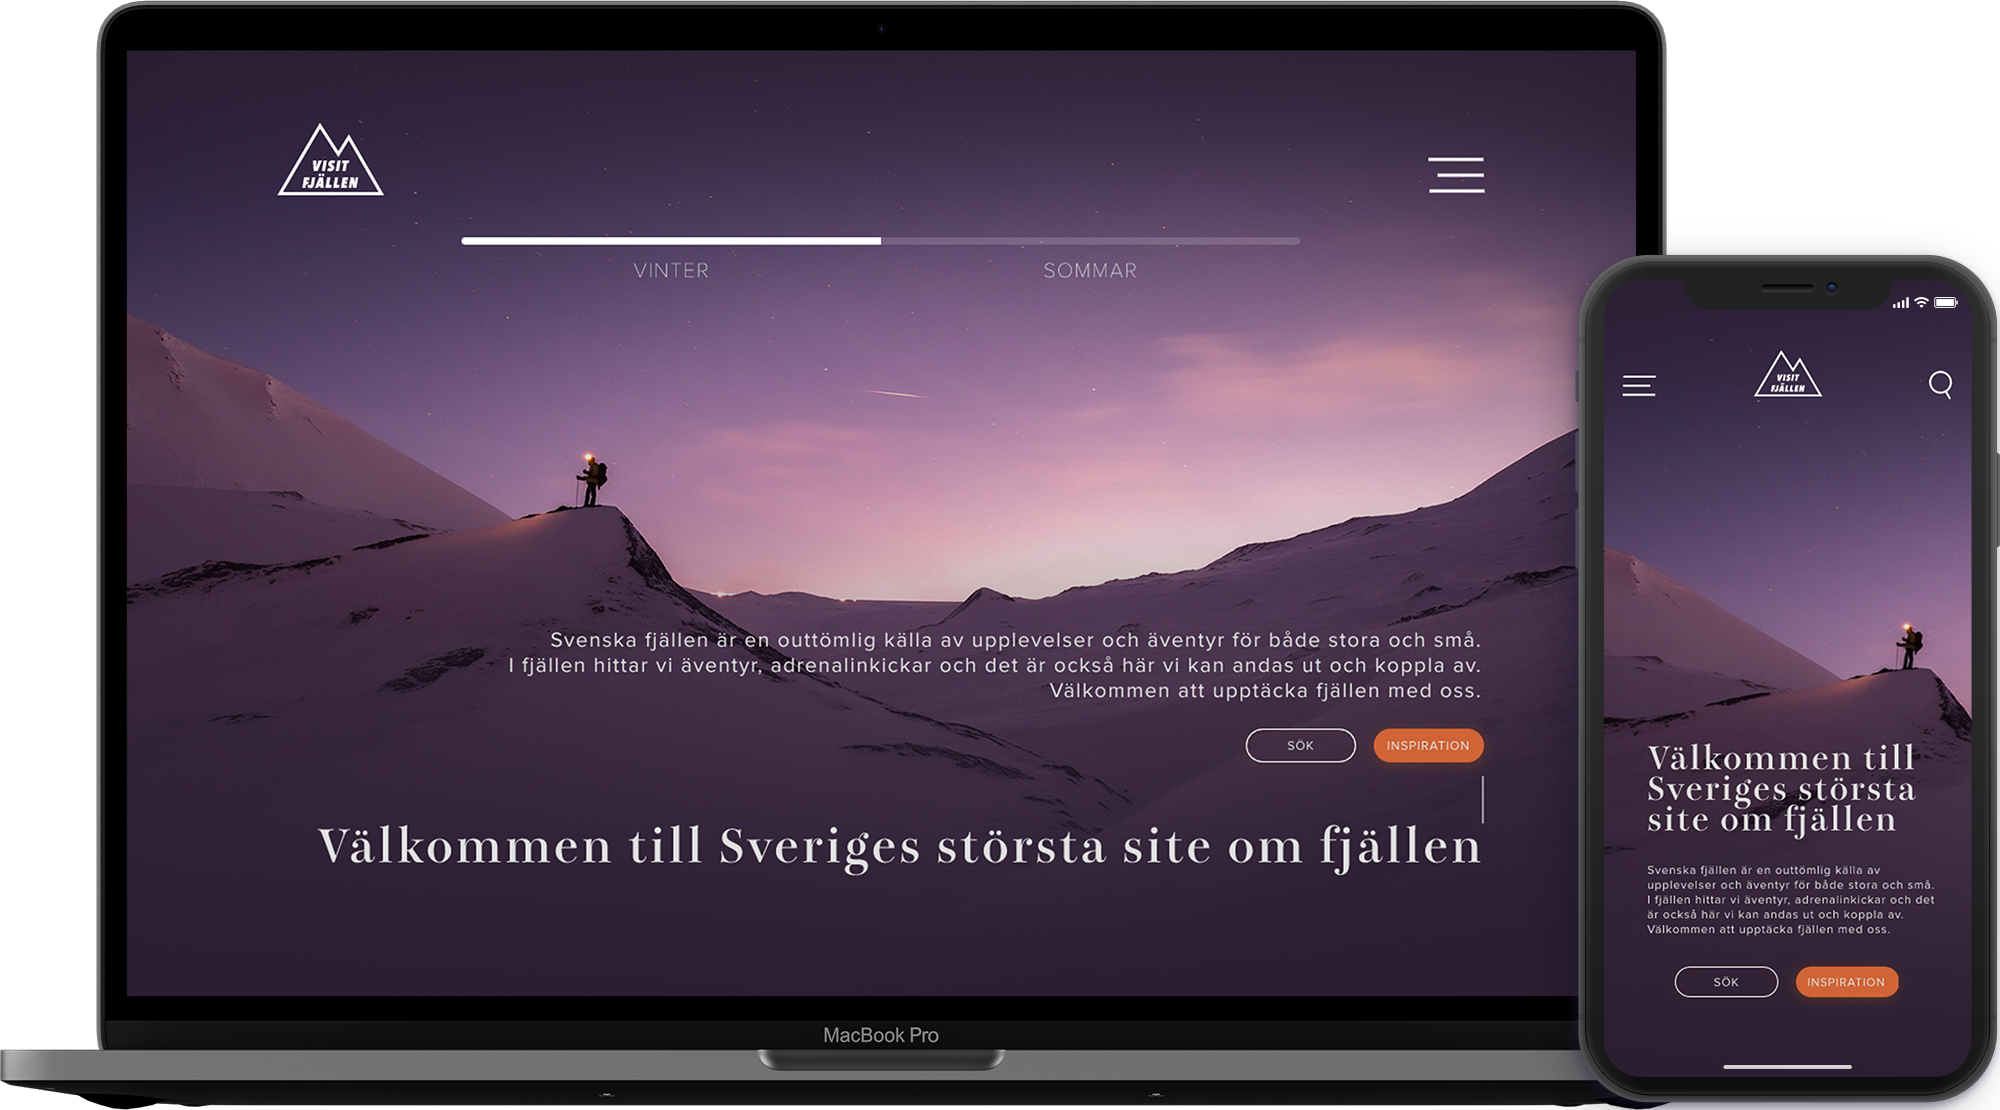 VISIT
FJÄLLEN
VINTER
SOMMAR
Svenska fjällen är en outtömlig källa av upplevelser och äventyr för både stora och små.
I fjällen hittar vi äventyr, adrenalinkickar och det är också här vi kan andas ut och koppla av.
Välkommen att upptäcka fjällen med oss.
SÖK
INSPIRATION
Välkommen till Sveriges största site om fjällen
MacBook Pro
VISIT
FJÄLLEN
Välkommen till
Sveriges största
site om fjällen
Svenska fjällen är en outtömlig källa av
upplevelser och äventyr för både stora och små.
I fjällen hittar vi äventyr, adrenalinkickar och det
är också här vi kan andas ut och koppla av.
Välkommen att upptäcka fjällen med oss.
SÖK
INSPIRATION